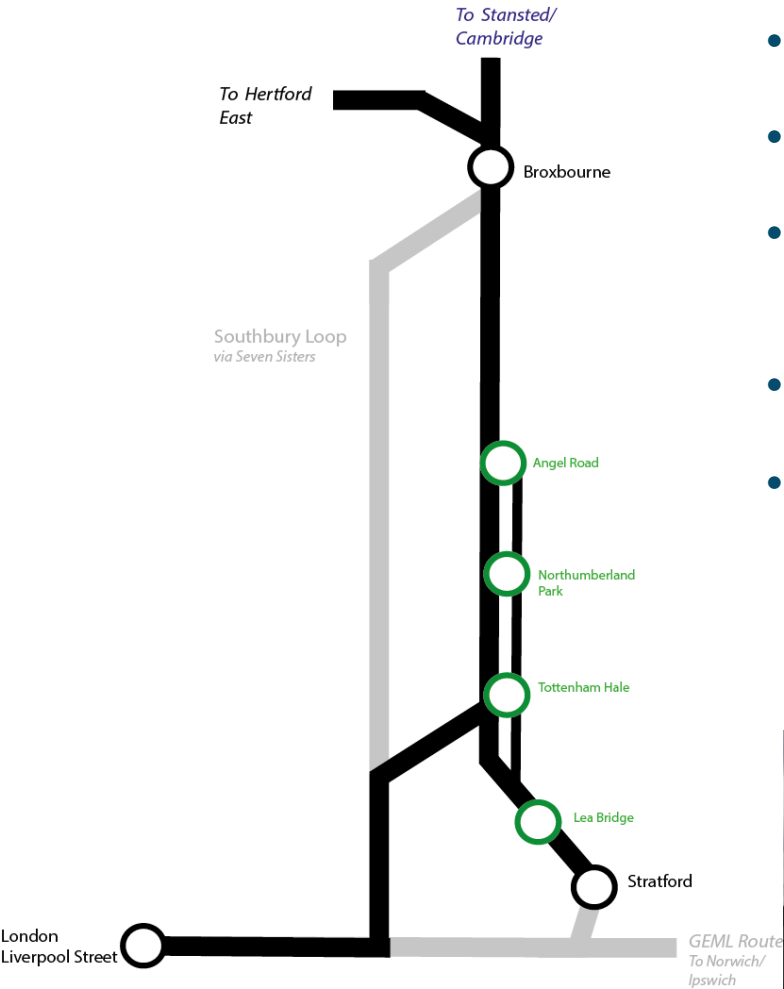 To Stansted/
Cambridge
To Hertford
East
Broxbourne
Southbury Loop
via Seven Sisters
Angel Road
Northumberland
Park
Tottenham Hale
Lea Bridge
Stratford
London
Liverpool Street
GEML Route
To Norwich/
Ipswich